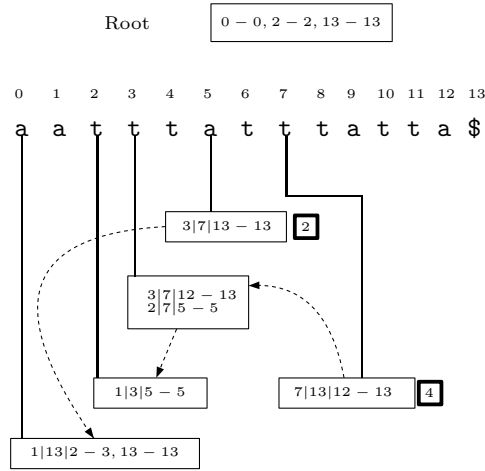 Root 0 − 0, 2 − 2, 13 − 13
0 1 2 3 4 5 6 7 8 9 10 11 12 13
a a t t t a t t t a t t a $
3|7|13 − 13 2
3|7|12 − 13
2|7|5 − 5
1|3|5 − 5 7|13|12 − 13 4
1|13|2 − 3, 13 − 13